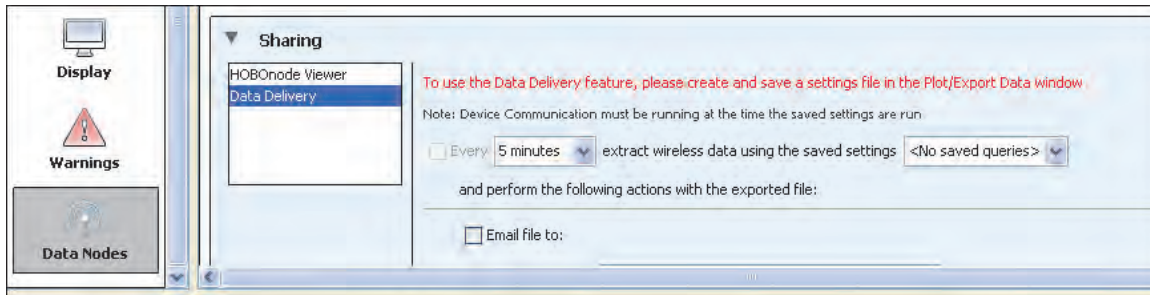 Display
Warnings
Data Nodes
Sharing
HOBOnode Viewer
Data Delivery
To use the Data Delivery feature, please create and save a settings file in the Plot/Export Data window
Note: Device Communication must be running at the time the saved settings are run
Every 5 minutes extract wireless data using the saved settings <No saved queries>
and perform the following actions with the exported file:
Email file to: